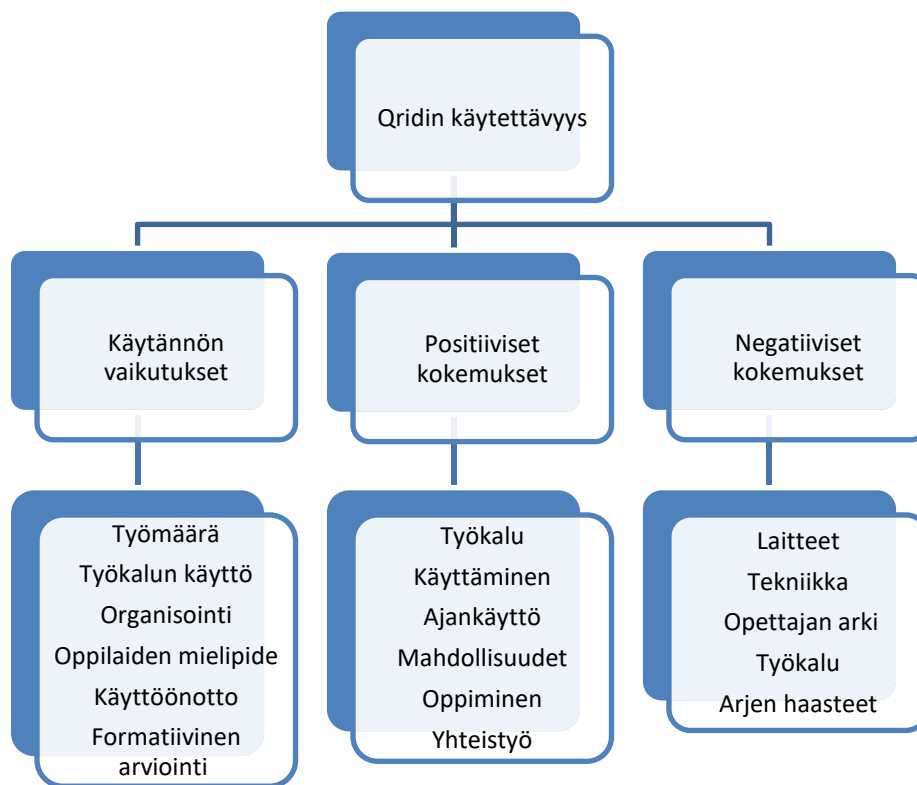 Qridin käytettävyys
Käytännön
vaikutukset
Positiiviset
kokemukset
Negatiiviset
kokemukset
Työmäärä
Työkalun käyttö
Organisointi
Oppilaiden mielipide
Käyttöönotto
Formatiivinen
arviointi
Työkalu
Käyttäminen
Ajankäyttö
Mahdollisuudet
Oppiminen
Yhteistyö
Laitteet
Tekniikka
Opettajan arki
Työkalu
Arjen haasteet